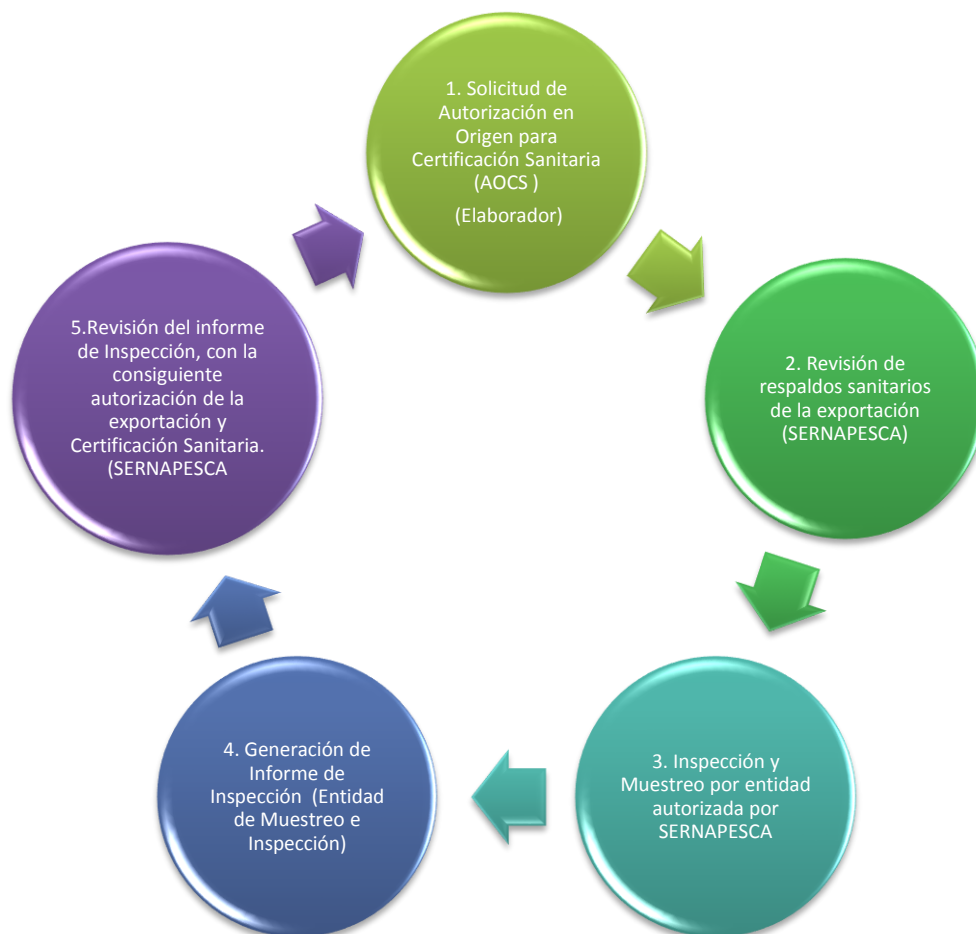 1. Solicitud de
Autorización en
Origen para
Certificación Sanitaria
(AOCS )
(Elaborador)
2. Revisión de
respaldos sanitarios
de la exportación
(SERNAPESCA)
3. Inspección y
Muestreo por entidad
autorizada por
SERNAPESCA
4. Generación de
Informe de
Inspección (Entidad
de Muestreo e
Inspección)
5.Revisión del informe
de Inspección, con la
consiguiente
autorización de la
exportación y
Certificación Sanitaria.
(SERNAPESCA